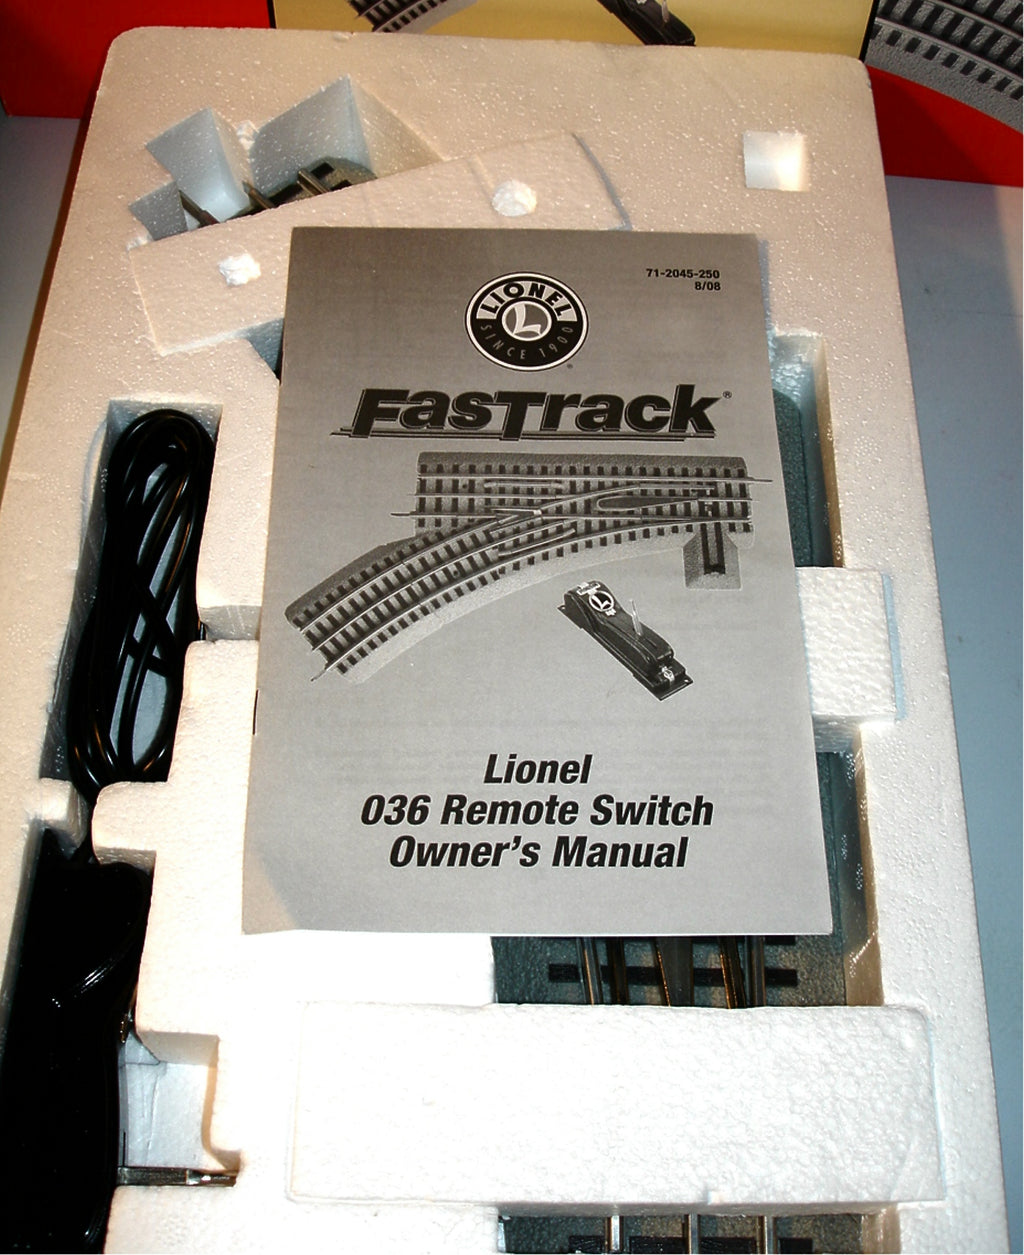 71-2045-250
8/08
LIONEL
SINCE 1900
FasTrack®
Lionel
036 Remote Switch
Owner's Manual